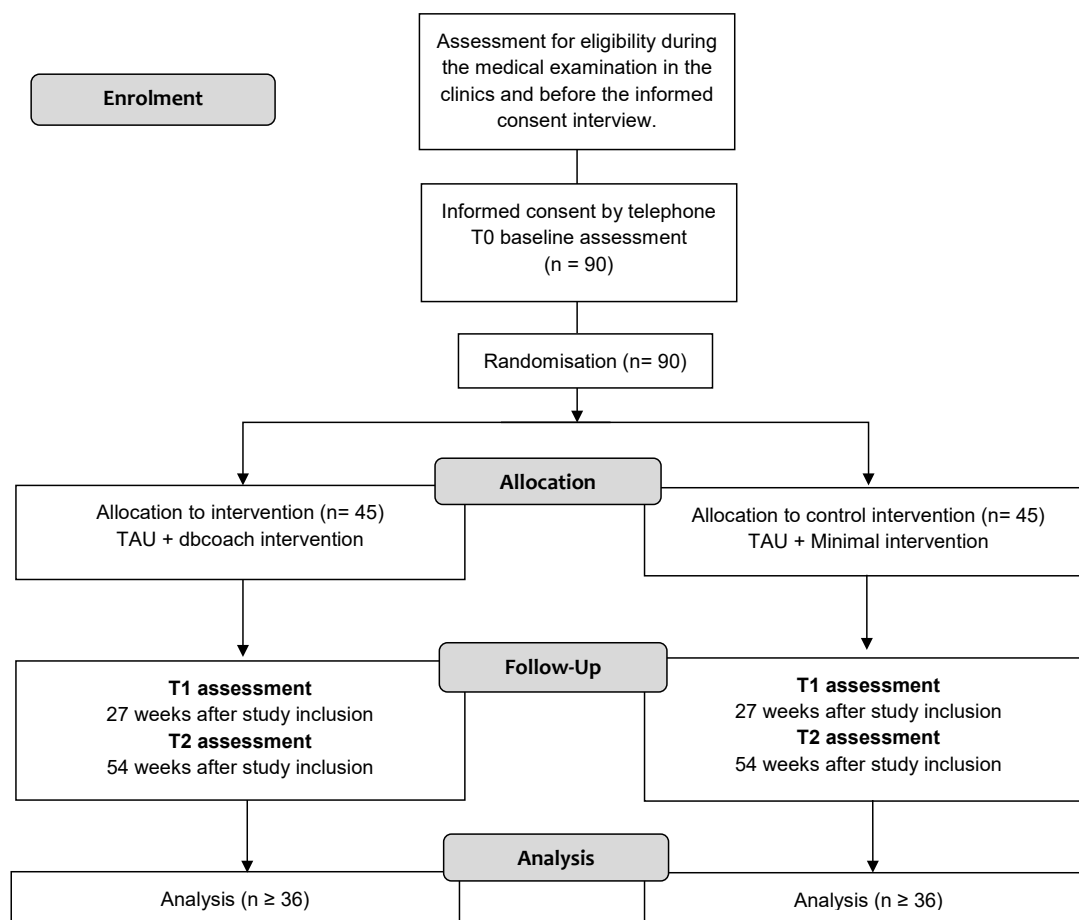 Assessment for eligibility during
the medical examination in the
clinics and before the informed
consent interview.
Enrolment
Informed consent by telephone
T0 baseline assessment
(n = 90)
Randomisation (n= 90)
Allocation
Allocation to intervention (n= 45)
TAU + dbcoach intervention
Allocation to control intervention (n= 45)
TAU + Minimal intervention
Follow-Up
T1 assessment
27 weeks after study inclusion
T2 assessment
54 weeks after study inclusion
T1 assessment
27 weeks after study inclusion
T2 assessment
54 weeks after study inclusion
Analysis
Analysis (n ≥ 36)
Analysis (n ≥ 36)